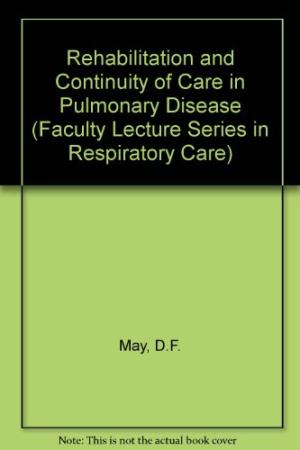 Rehabilitation and
Continuity of Care in
Pulmonary Disease
(Faculty Lecture Series in
Respiratory Care)
May, D.F.
Note: This is not the actual book cover